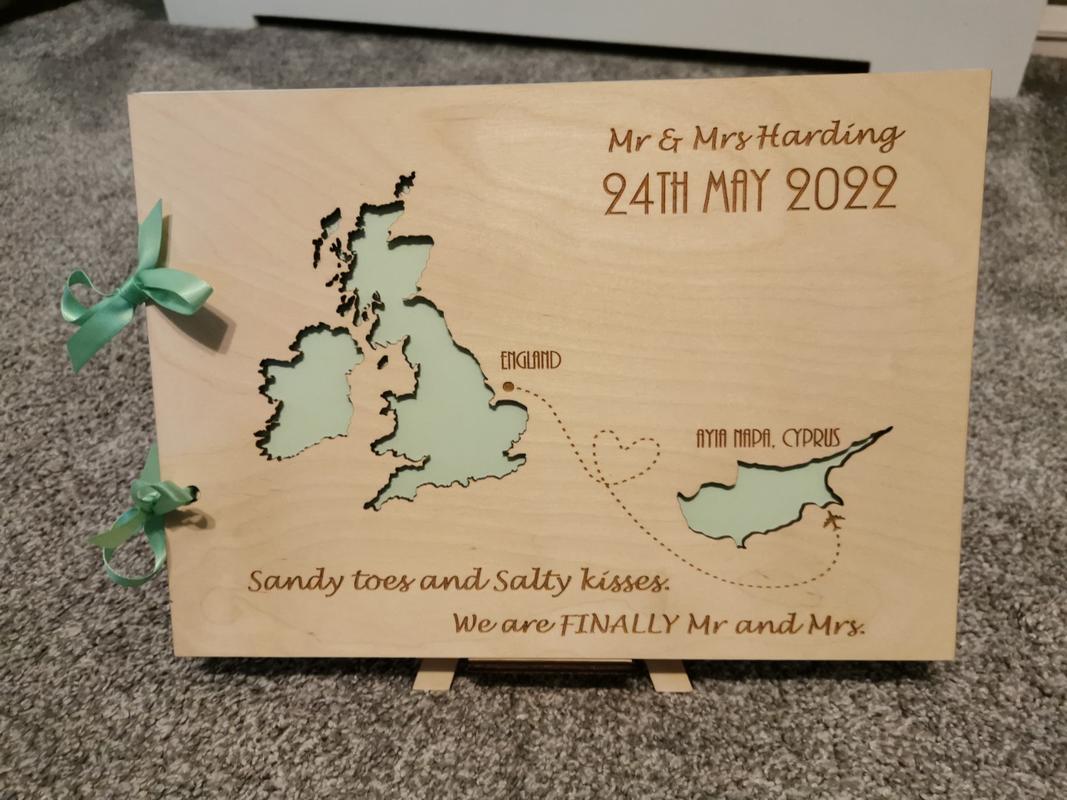 Mr & Mrs Harding
24TH MAY 2022
ENGLAND
AYIA NAPA, CYPRUS
Sandy toes and Salty kisses.
We are FINALLY Mr and Mrs.